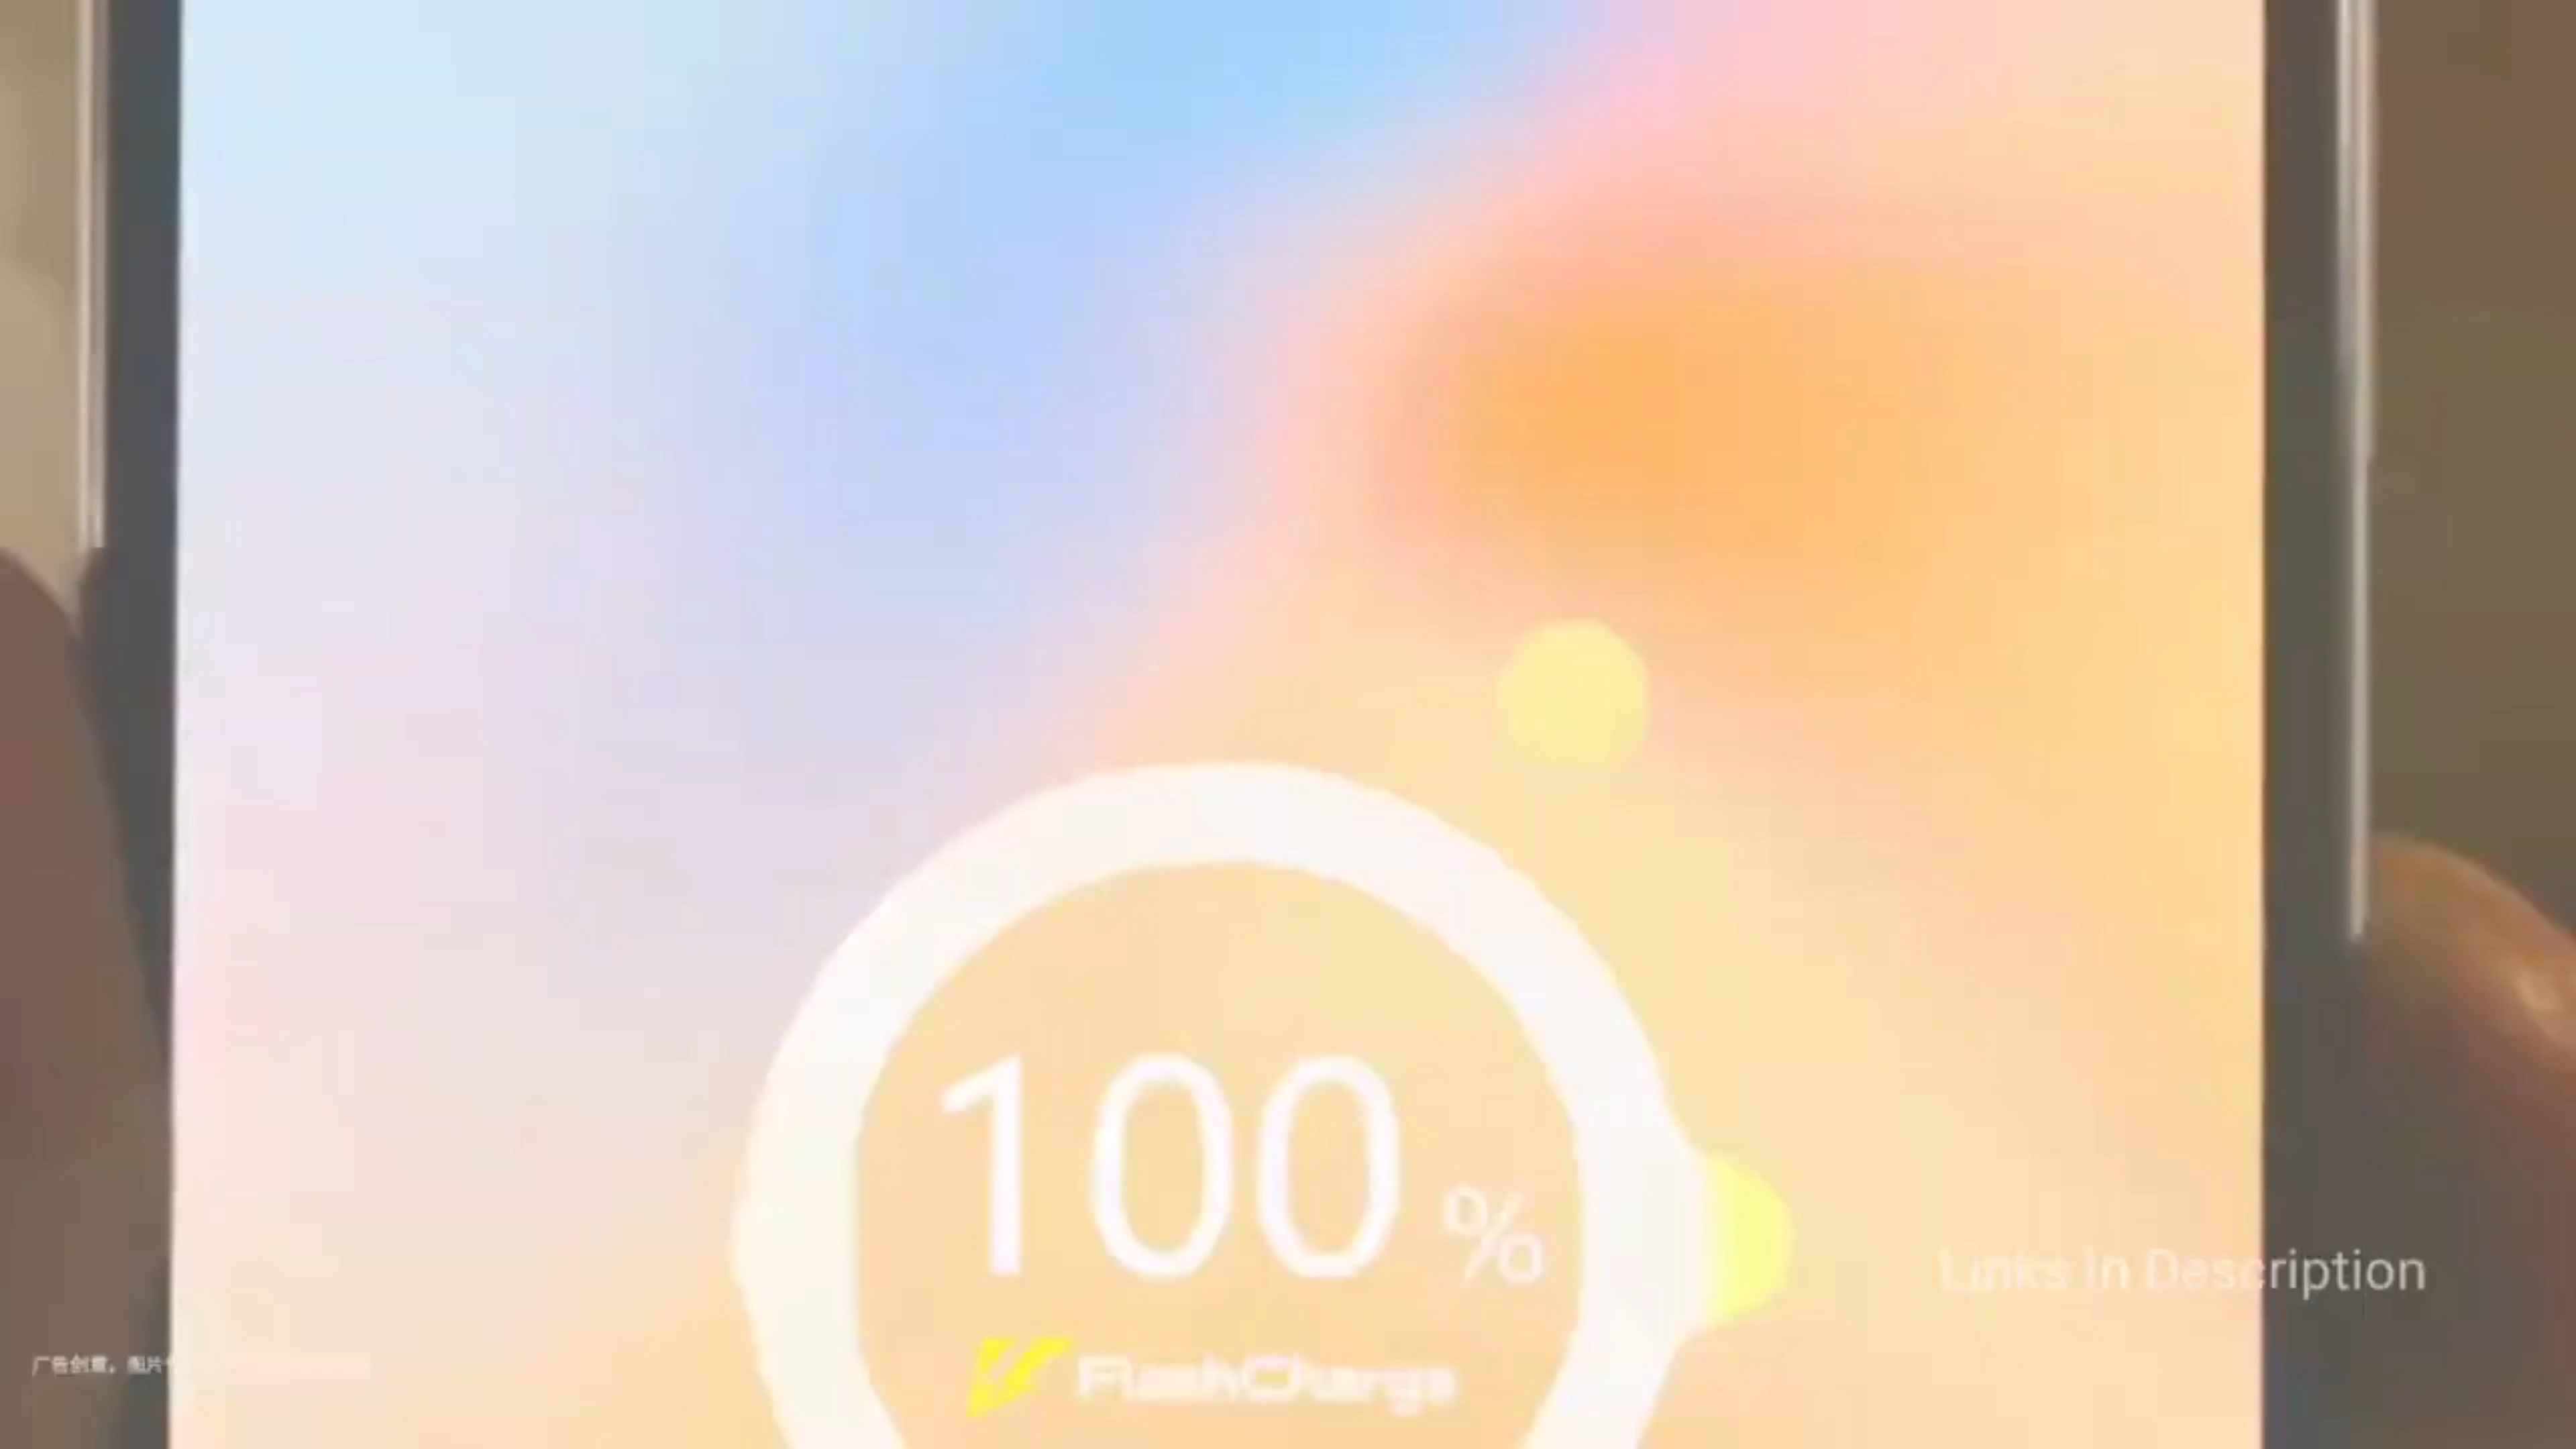 100%
FlashCharge
Links In Description
广告创意，图片